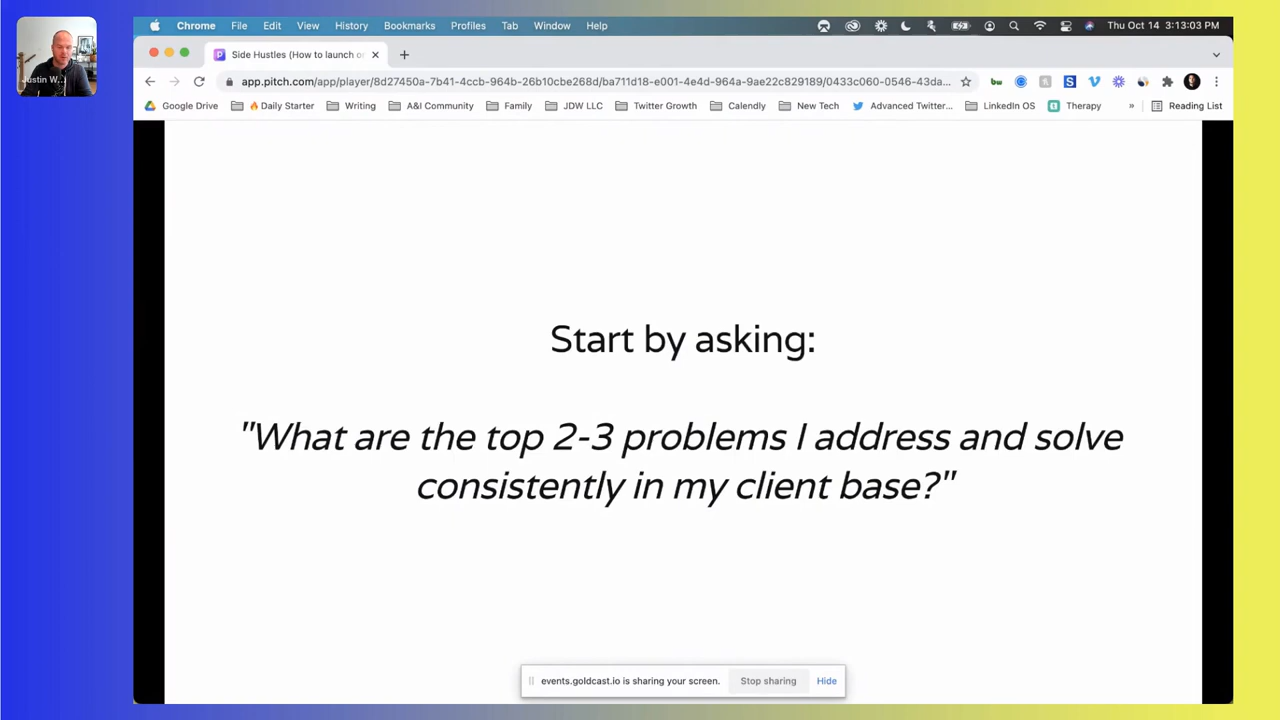 Chrome File Edit View History Bookmarks Profiles Tab Window Help Thu Oct 14 3:13:03 PM
Side Hustles (How to launch o
app.pitch.com/app/player/8d27450a-7b41-4ccb-964b-26b10cbe268d/ba711d18-e001-4e4d-964a-9ae22c829189/0433c060-0546-43da...
Google Drive 🔥 Daily Starter Writing A&I Community Family JDW LLC Twitter Growth Calendly New Tech Advanced Twitter... LinkedIn OS Therapy » Reading List
Justin W...
Start by asking:
"What are the top 2-3 problems I address and solve
consistently in my client base?"
events.goldcast.io is sharing your screen. Stop sharing Hide